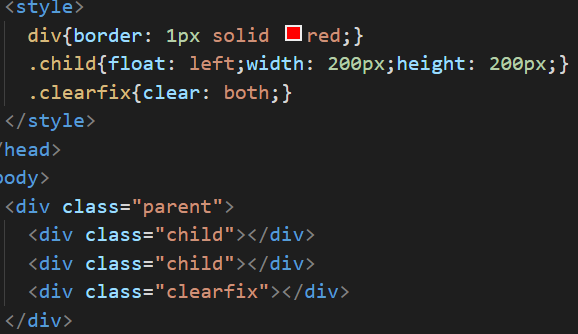 <style>
div{border: 1px solid red;}
.child{float: left;width: 200px;height: 200px;}
.clearfix{clear: both;}
</style>
/head>
body>
<div class="parent">
<div class="child"></div>
<div class="child"></div>
<div class="clearfix"></div>
</div>